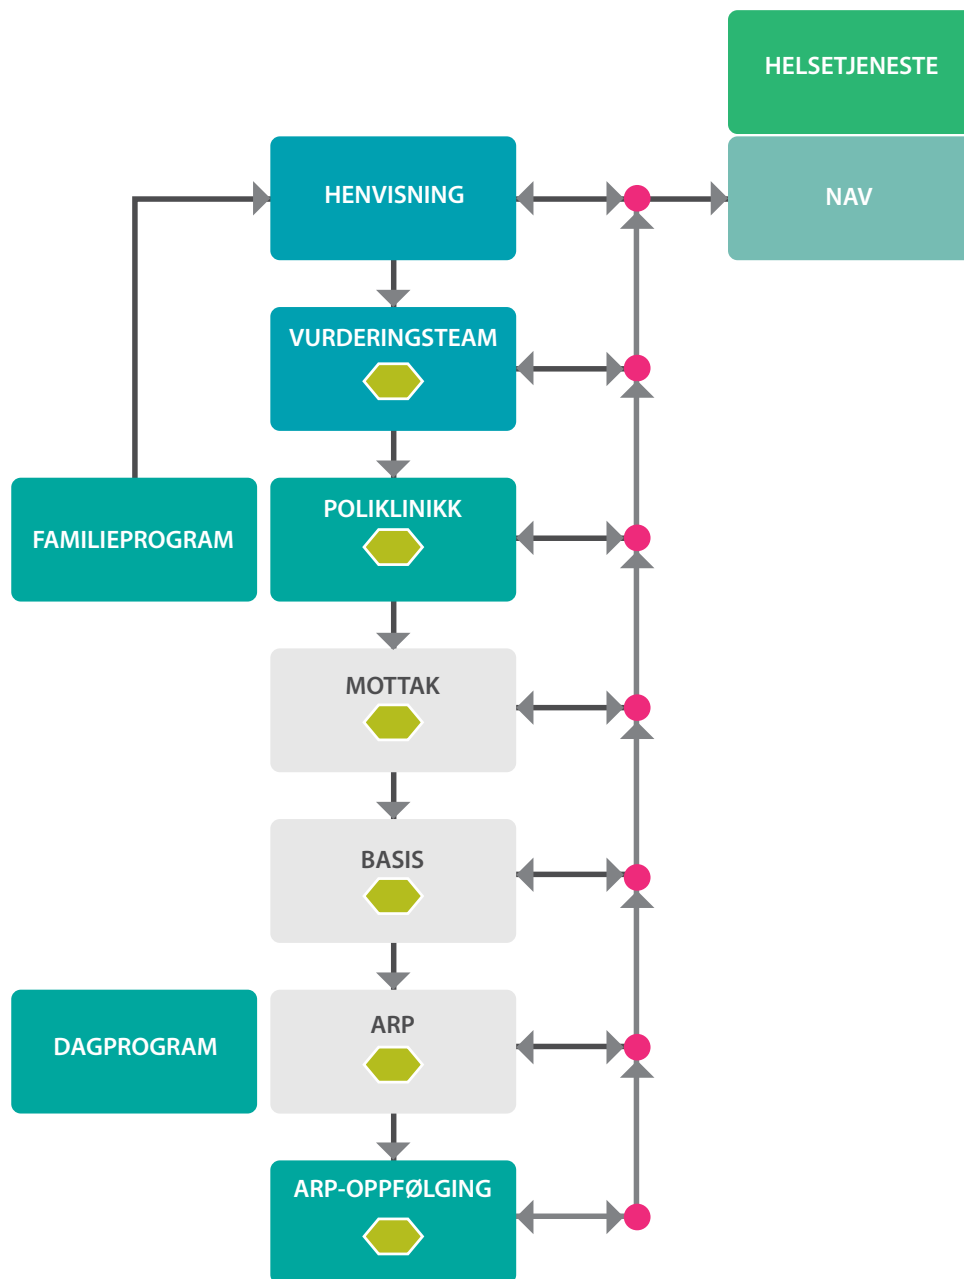 HELSETJENESTE
HENVISNING
NAV
VURDERINGSTEAM
POLIKLINIKK
FAMILIEPROGRAM
MOTTAK
BASIS
ARP
DAGPROGRAM
ARP-OPPFØLGING